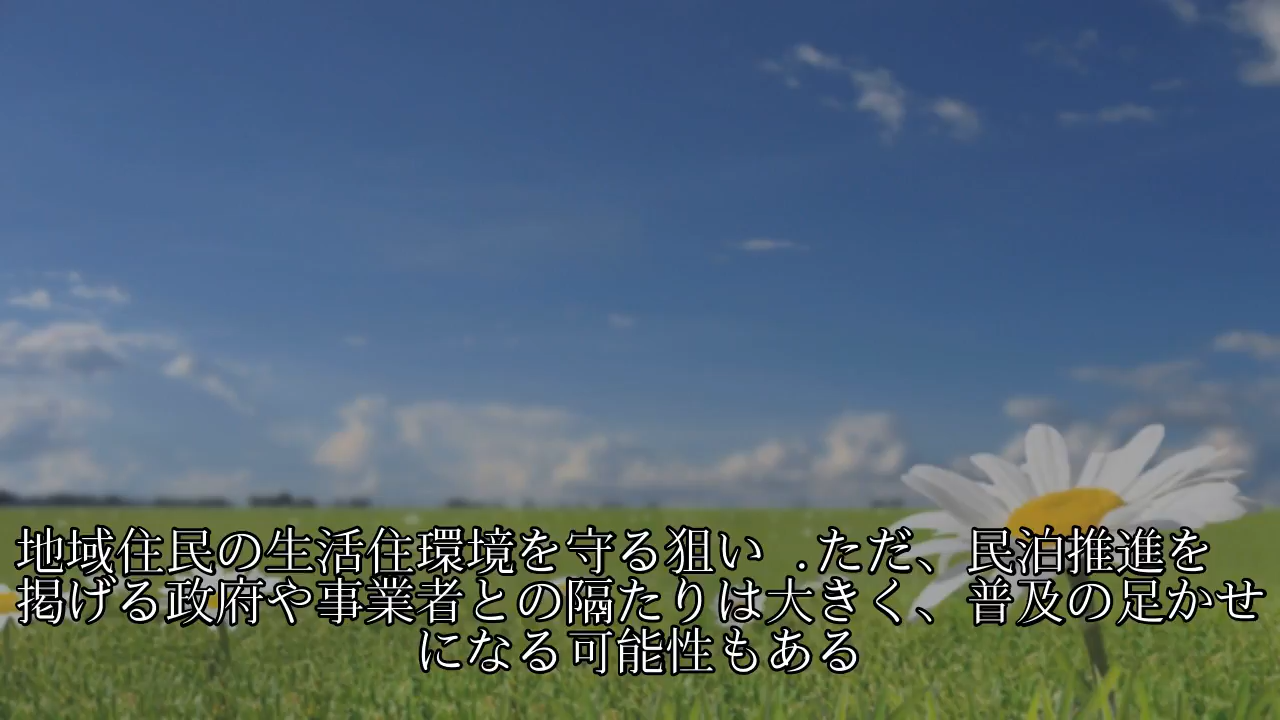 地域住民の生活住環境を守る狙い .ただ、民泊推進を
掲げる政府や事業者との隔たりは大きく、普及の足かせ
になる可能性もある